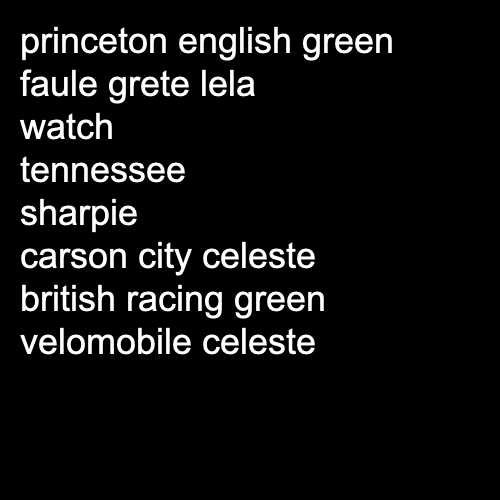 princeton english green
faule grete lela
watch
tennessee
sharpie
carson city celeste
british racing green
velomobile celeste